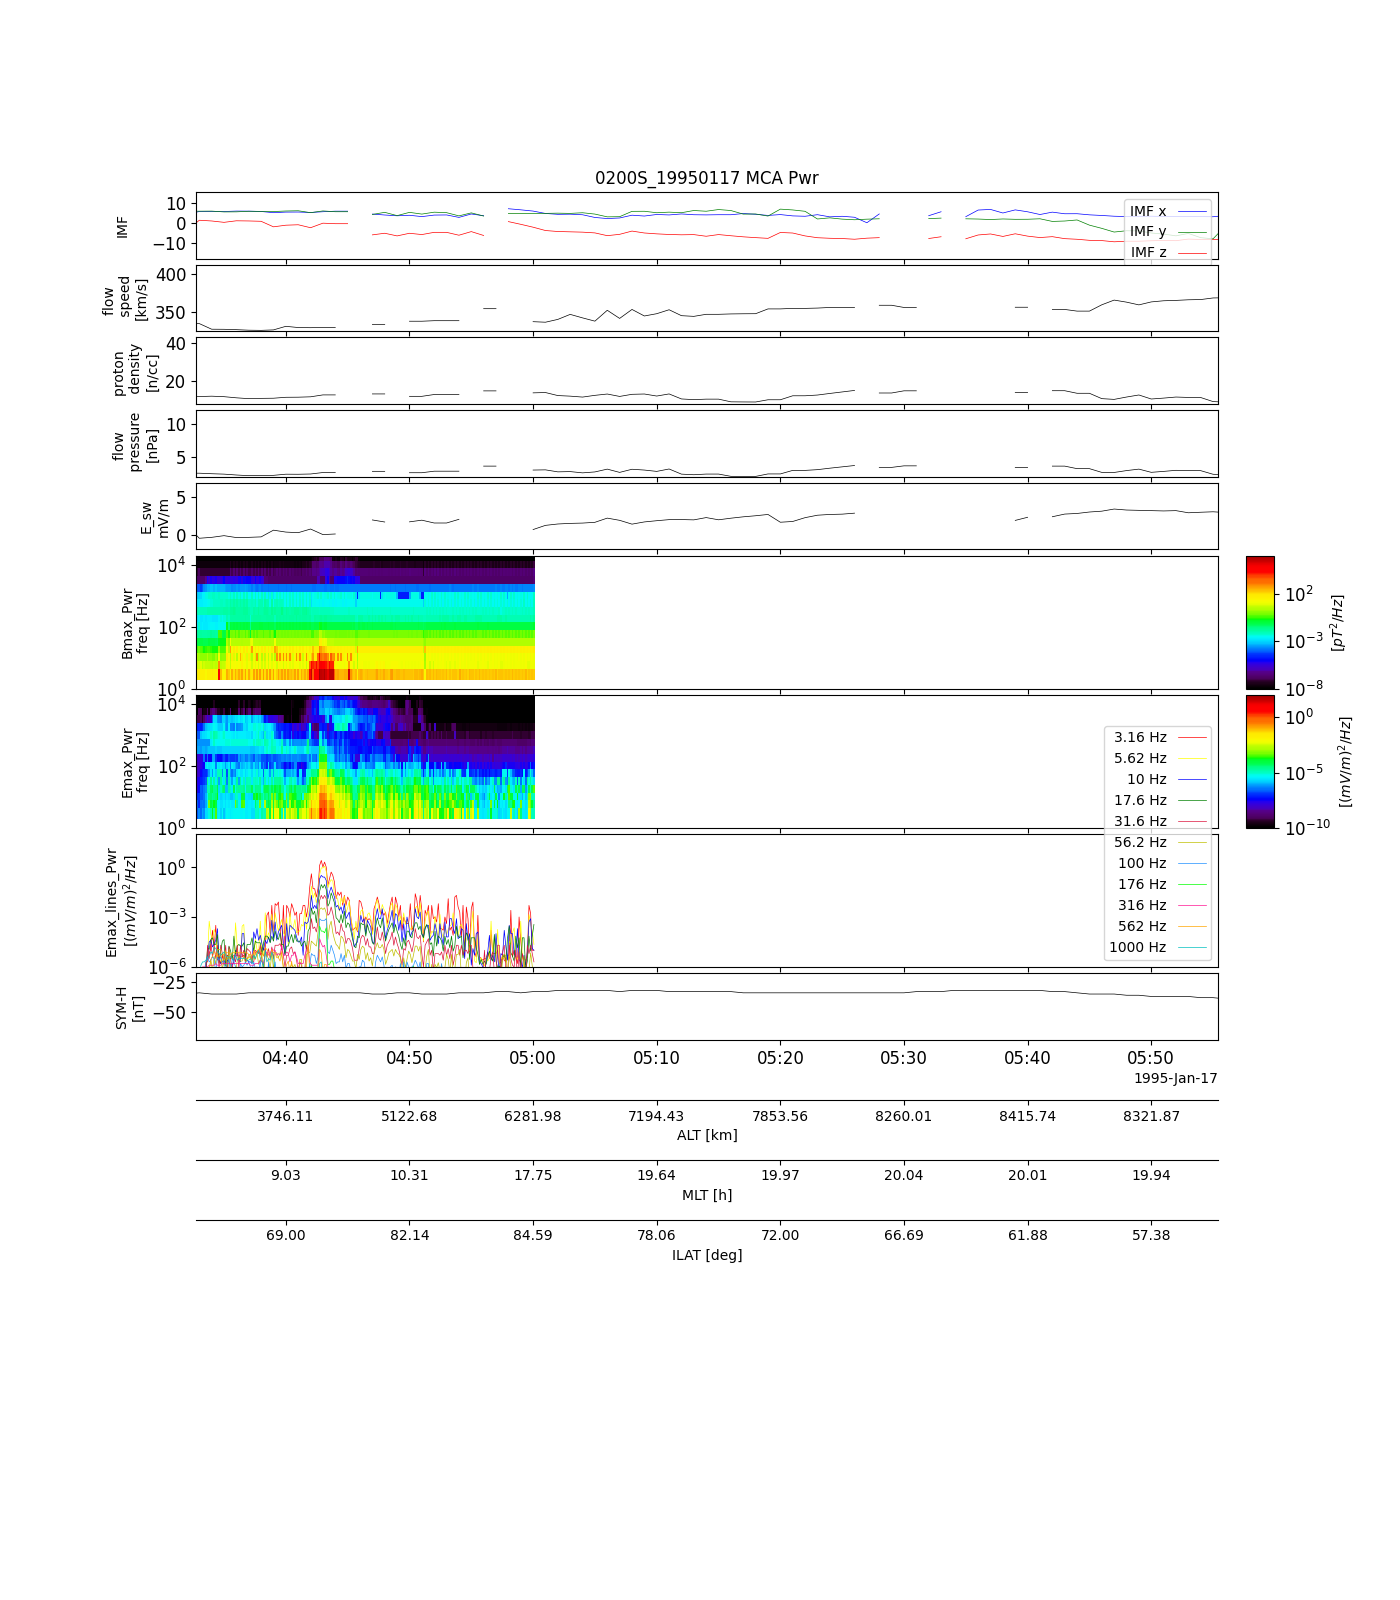 0200S_19950117 MCA Pwr
10
0
−10
IMF
IMF x
IMF y
IMF z
400
350
flow
speed
[km/s]
40
20
proton
density
[n/cc]
10
5
flow
pressure
[nPa]
5
0
E_sw
mV/m
10^4
10^2
10^0
Bmax_Pwr
freq [Hz]
10^2
10^−3
10^−8
[pT^2/Hz]
10^4
10^2
10^0
Emax_Pwr
freq [Hz]
10^0
10^−5
10^−10
[(mV/m)^2/Hz]
3.16 Hz
5.62 Hz
10 Hz
17.6 Hz
31.6 Hz
56.2 Hz
100 Hz
176 Hz
316 Hz
562 Hz
1000 Hz
10^0
10^−3
10^−6
Emax_lines_Pwr
[(mV/m)^2/Hz]
−25
−50
SYM-H
[nT]
04:40 04:50 05:00 05:10 05:20 05:30 05:40 05:50
1995-Jan-17
3746.11 5122.68 6281.98 7194.43 7853.56 8260.01 8415.74 8321.87
ALT [km]
9.03 10.31 17.75 19.64 19.97 20.04 20.01 19.94
MLT [h]
69.00 82.14 84.59 78.06 72.00 66.69 61.88 57.38
ILAT [deg]